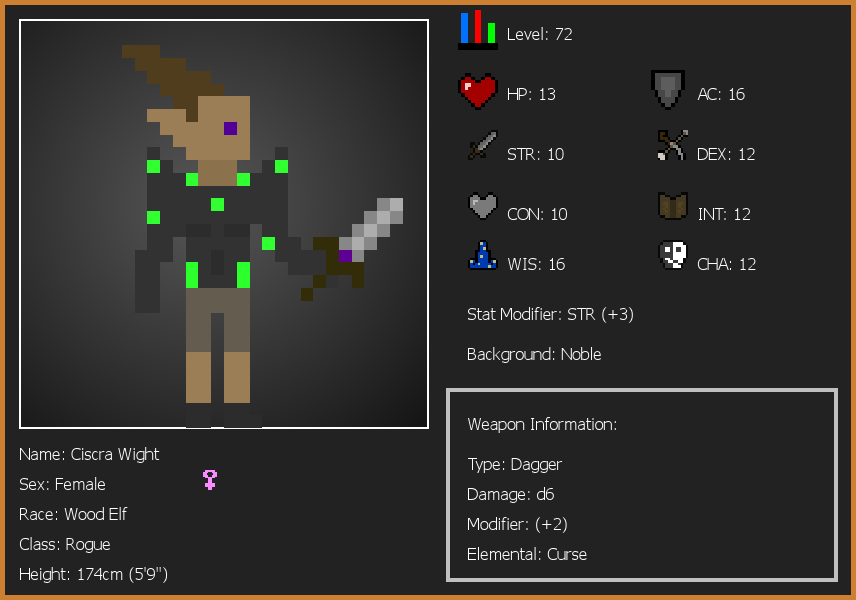 Level: 72
HP: 13
AC: 16
STR: 10
DEX: 12
CON: 10
INT: 12
WIS: 16
CHA: 12
Stat Modifier: STR (+3)
Background: Noble
Weapon Information:
Type: Dagger
Damage: d6
Modifier: (+2)
Elemental: Curse
Name: Ciscra Wight
Sex: Female
Race: Wood Elf
Class: Rogue
Height: 174cm (5'9")